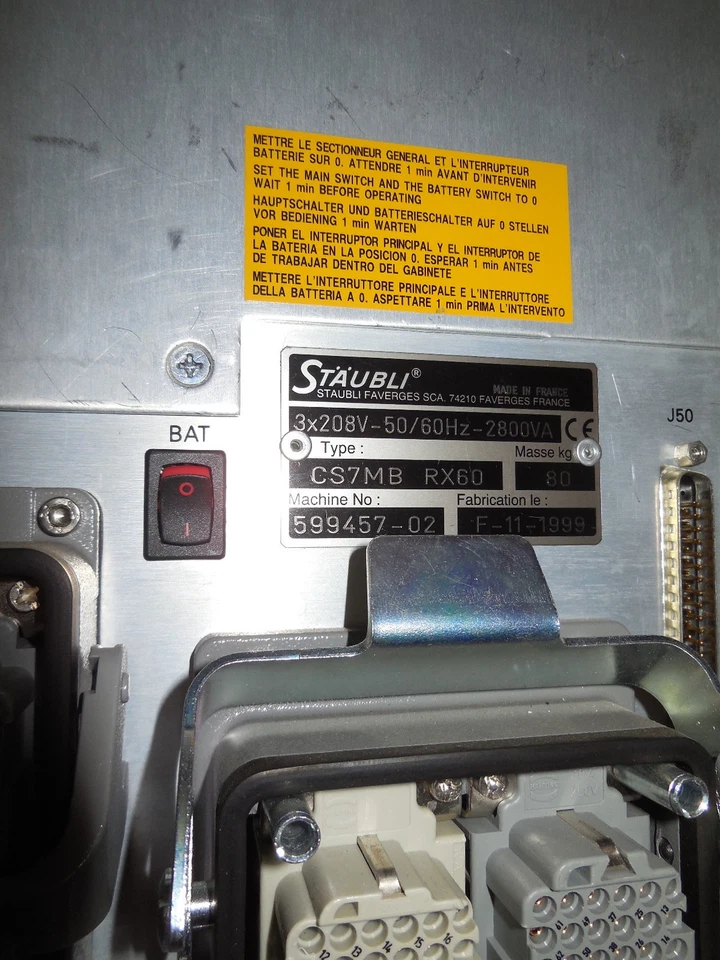 METTRE LE SECTIONNEUR GENERAL ET L'INTERRUPTEUR
BATTERIE SUR 0. ATTENDRE 1 min AVANT D'INTERVENIR
SET THE MAIN SWITCH AND THE BATTERY SWITCH TO 0
WAIT 1 min BEFORE OPERATING
HAUPTSCHALTER UND BATTERIESCHALTER AUF 0 STELLEN
VOR BEDIENING 1 min WARTEN
PONER EL INTERRUPTOR PRINCIPAL Y EL INTERRUPTOR DE
LA BATERIA EN LA POSICION 0. ESPERAR 1 min ANTES
DE TRABAJAR DENTRO DEL GABINETE
METTERE L'INTERRUTTORE PRINCIPALE E L'INTERRUTTORE
DELLA BATTERIA A 0. ASPETTARE 1 min PRIMA L'INTERVENTO
STÄUBLI®
MADE IN FRANCE
STAUBLI FAVERGES SCA. 74210 FAVERGES FRANCE
3x208V-50/60Hz-2800VA CE
Type : Masse kg
CS7MB RX60 80
Machine No : Fabrication le :
599457-02 F-11-1999
BAT
O
I
J50
12 13 14 15 16